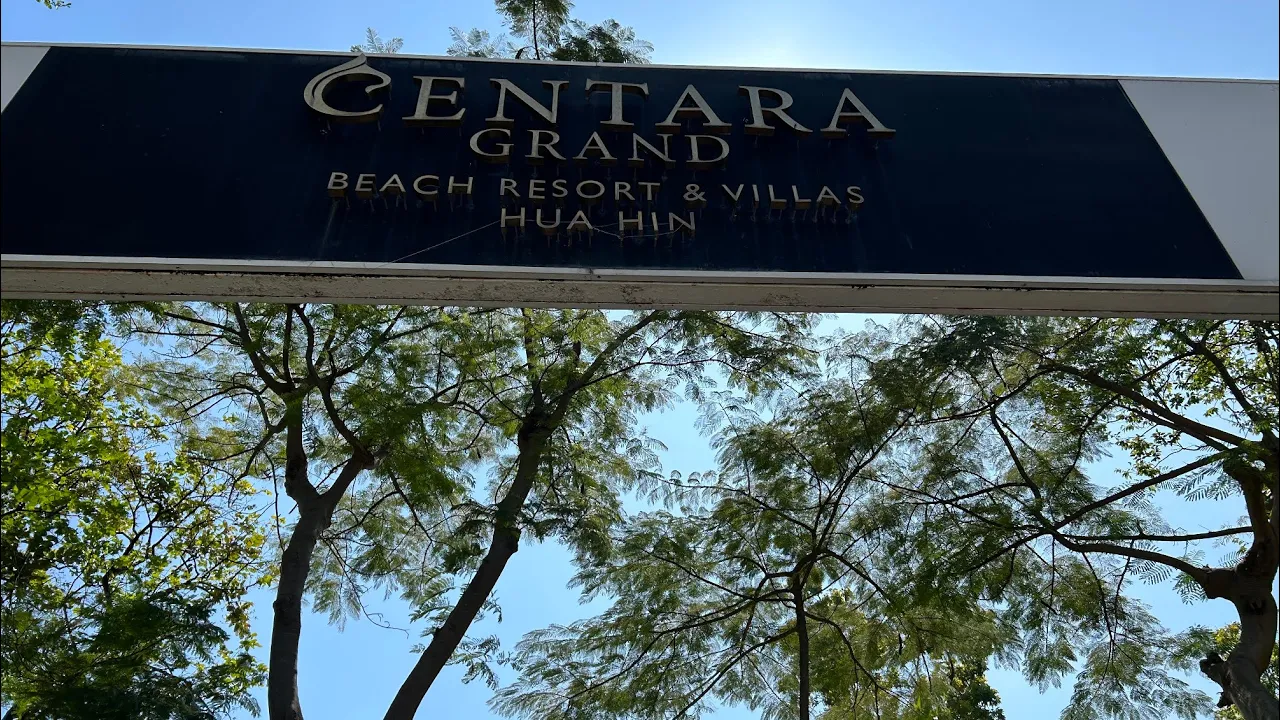 CENTARA
GRAND
BEACH RESORT & VILLAS
HUA HIN